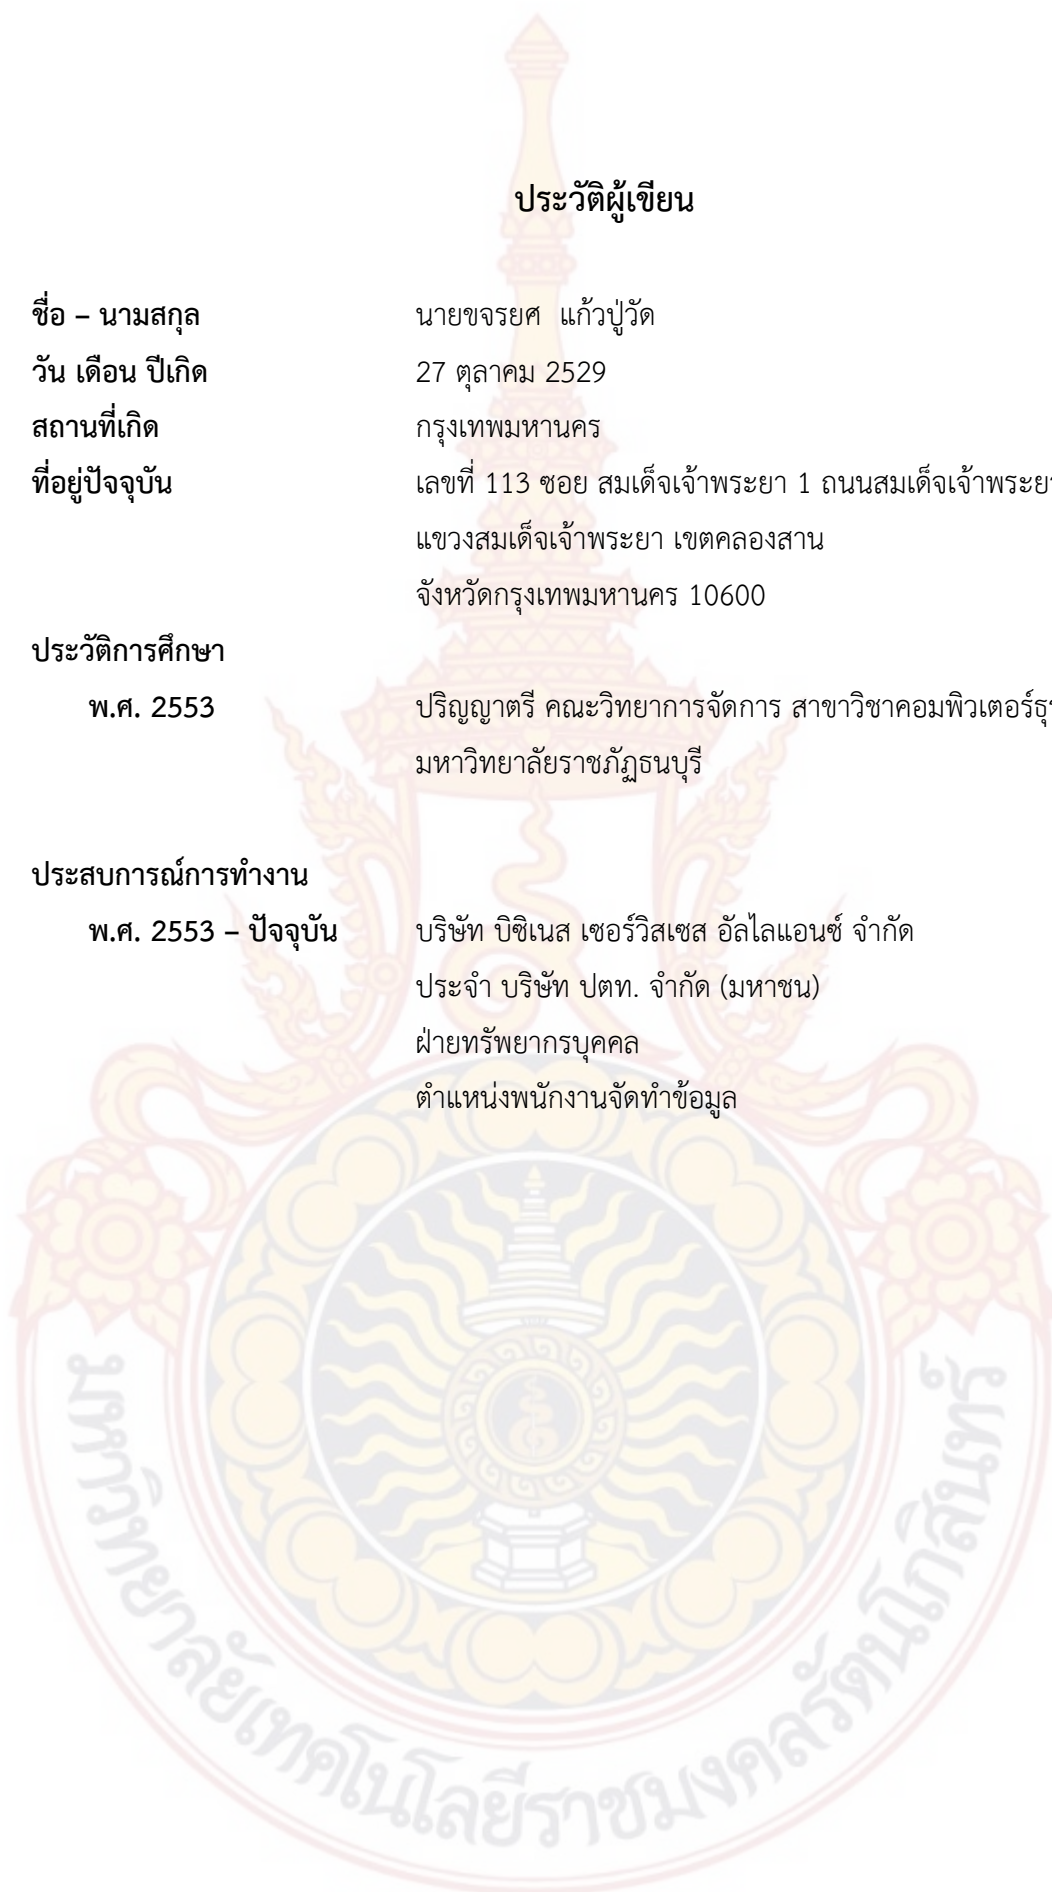 ประวัติผู้เขียน
ชื่อ – นามสกุล นายขจรยศ แก้วปู่วัด
วัน เดือน ปีเกิด 27 ตุลาคม 2529
สถานที่เกิด กรุงเทพมหานคร
ที่อยู่ปัจจุบัน เลขที่ 113 ซอย สมเด็จเจ้าพระยา 1 ถนนสมเด็จเจ้าพระยา
แขวงสมเด็จเจ้าพระยา เขตคลองสาน
จังหวัดกรุงเทพมหานคร 10600
ประวัติการศึกษา
พ.ศ. 2553 ปริญญาตรี คณะวิทยาการจัดการ
มหาวิทยาลัยราชภัฏธนบุรี
ประสบการณ์การทำงาน
พ.ศ. 2553 – ปัจจุบัน บริษัท บิซิเนส เซอร์วิสเซส อัลไลแอนซ์ จำกัด
ประจำ บริษัท ปตท. จำกัด (มหาชน)
ฝ่ายทรัพยากรบุคคล
ตำแหน่งพนักงานจัดทำข้อมูล
มหาวิทยาลัยเทคโนโลยีราชมงคลรัตนโกสินทร์